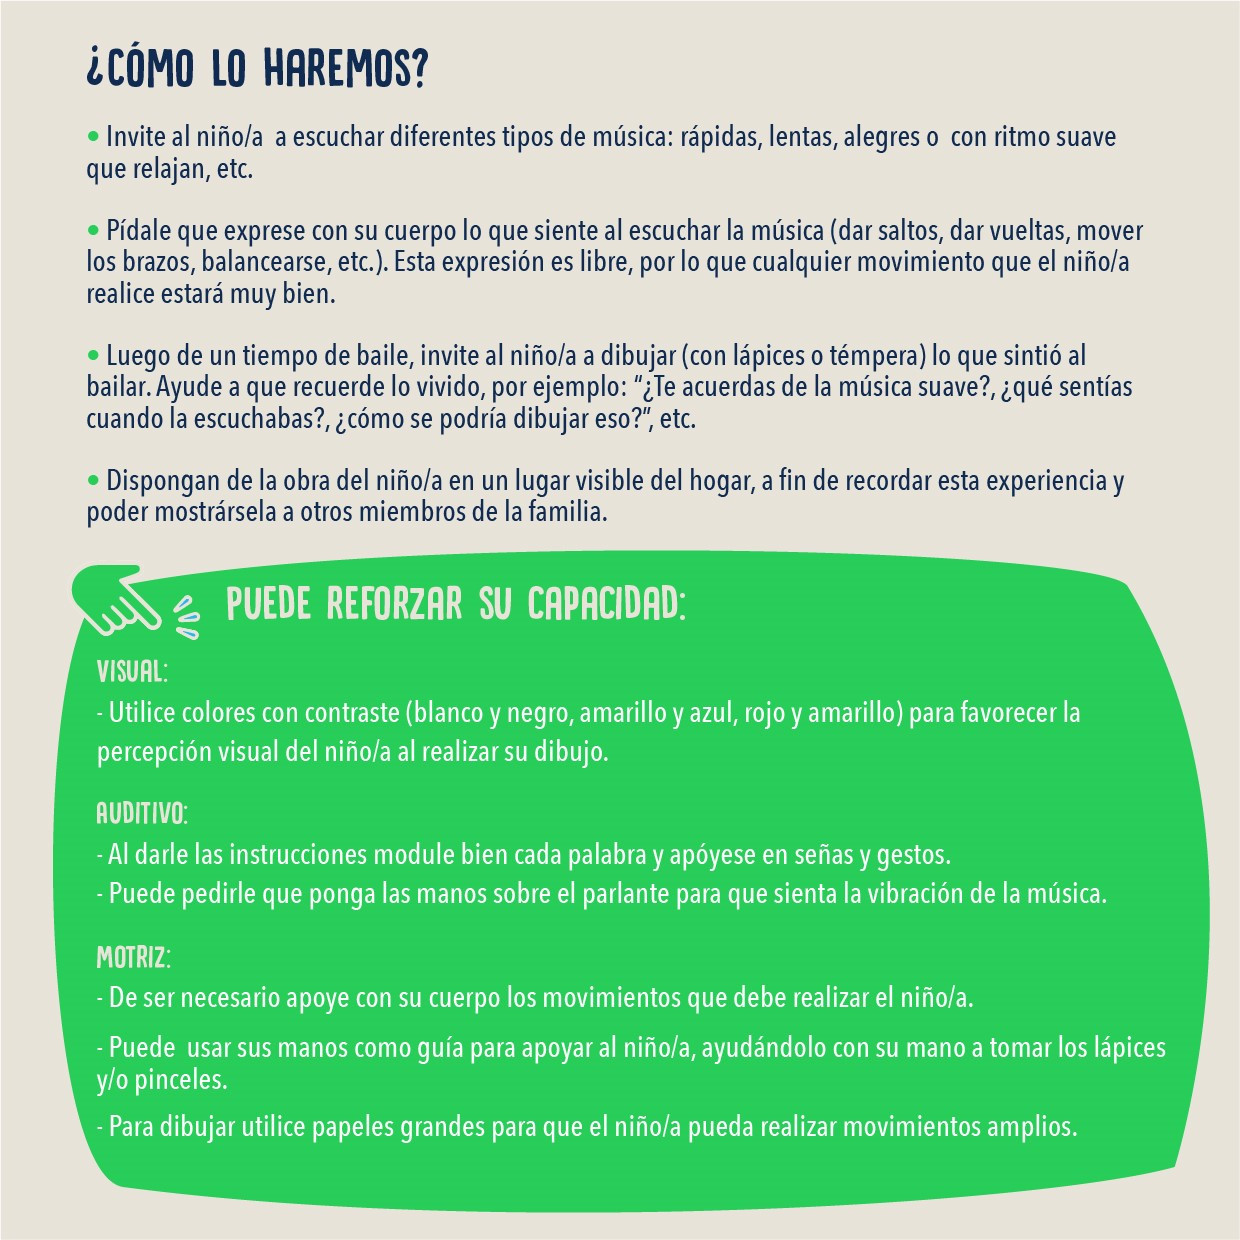 ¿CÓMO LO HAREMOS?
• Invite al niño/a  a escuchar diferentes tipos de música: rápidas, lentas, alegres o  con ritmo suave
que relajan, etc.
• Pídale que exprese con su cuerpo lo que siente al escuchar la música (dar saltos, dar vueltas, mover
los brazos, balancearse, etc.). Esta expresión es libre, por lo que cualquier movimiento que el niño/a
realice estará muy bien.
• Luego de un tiempo de baile, invite al niño/a a dibujar (con lápices o témpera) lo que sintió al
bailar. Ayude a que recuerde lo vivido, por ejemplo: “¿Te acuerdas de la música suave?, ¿qué sentías
cuando la escuchabas?, ¿cómo se podría dibujar eso?”, etc.
• Dispongan de la obra del niño/a en un lugar visible del hogar, a fin de recordar esta experiencia y
poder mostrársela a otros miembros de la familia.
PUEDE REFORZAR SU CAPACIDAD:
VISUAL:
- Utilice colores con contraste (blanco y negro, amarillo y azul, rojo y amarillo) para favorecer la
percepción visual del niño/a al realizar su dibujo.
AUDITIVO:
- Al darle las instrucciones module bien cada palabra y apóyese en señas y gestos.
- Puede pedirle que ponga las manos sobre el parlante para que sienta la vibración de la música.
MOTRIZ:
- De ser necesario apoye con su cuerpo los movimientos que debe realizar el niño/a.
- Puede  usar sus manos como guía para apoyar al niño/a, ayudándolo con su mano a tomar los lápices
y/o pinceles.
- Para dibujar utilice papeles grandes para que el niño/a pueda realizar movimientos amplios.